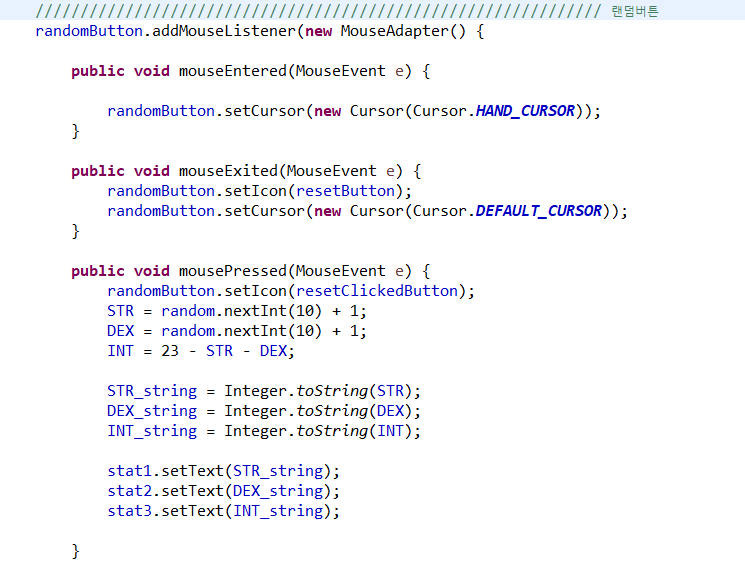 /////////////////////////////////////////////////////////////// 랜덤버튼
randomButton.addMouseListener(new MouseAdapter() {
public void mouseEntered(MouseEvent e) {
randomButton.setCursor(new Cursor(Cursor.HAND_CURSOR));
}
public void mouseExited(MouseEvent e) {
randomButton.setIcon(resetButton);
randomButton.setCursor(new Cursor(Cursor.DEFAULT_CURSOR));
}
public void mousePressed(MouseEvent e) {
randomButton.setIcon(resetClickedButton);
STR = random.nextInt(10) + 1;
DEX = random.nextInt(10) + 1;
INT = 23 - STR - DEX;
STR_string = Integer.toString(STR);
DEX_string = Integer.toString(DEX);
INT_string = Integer.toString(INT);
stat1.setText(STR_string);
stat2.setText(DEX_string);
stat3.setText(INT_string);
}